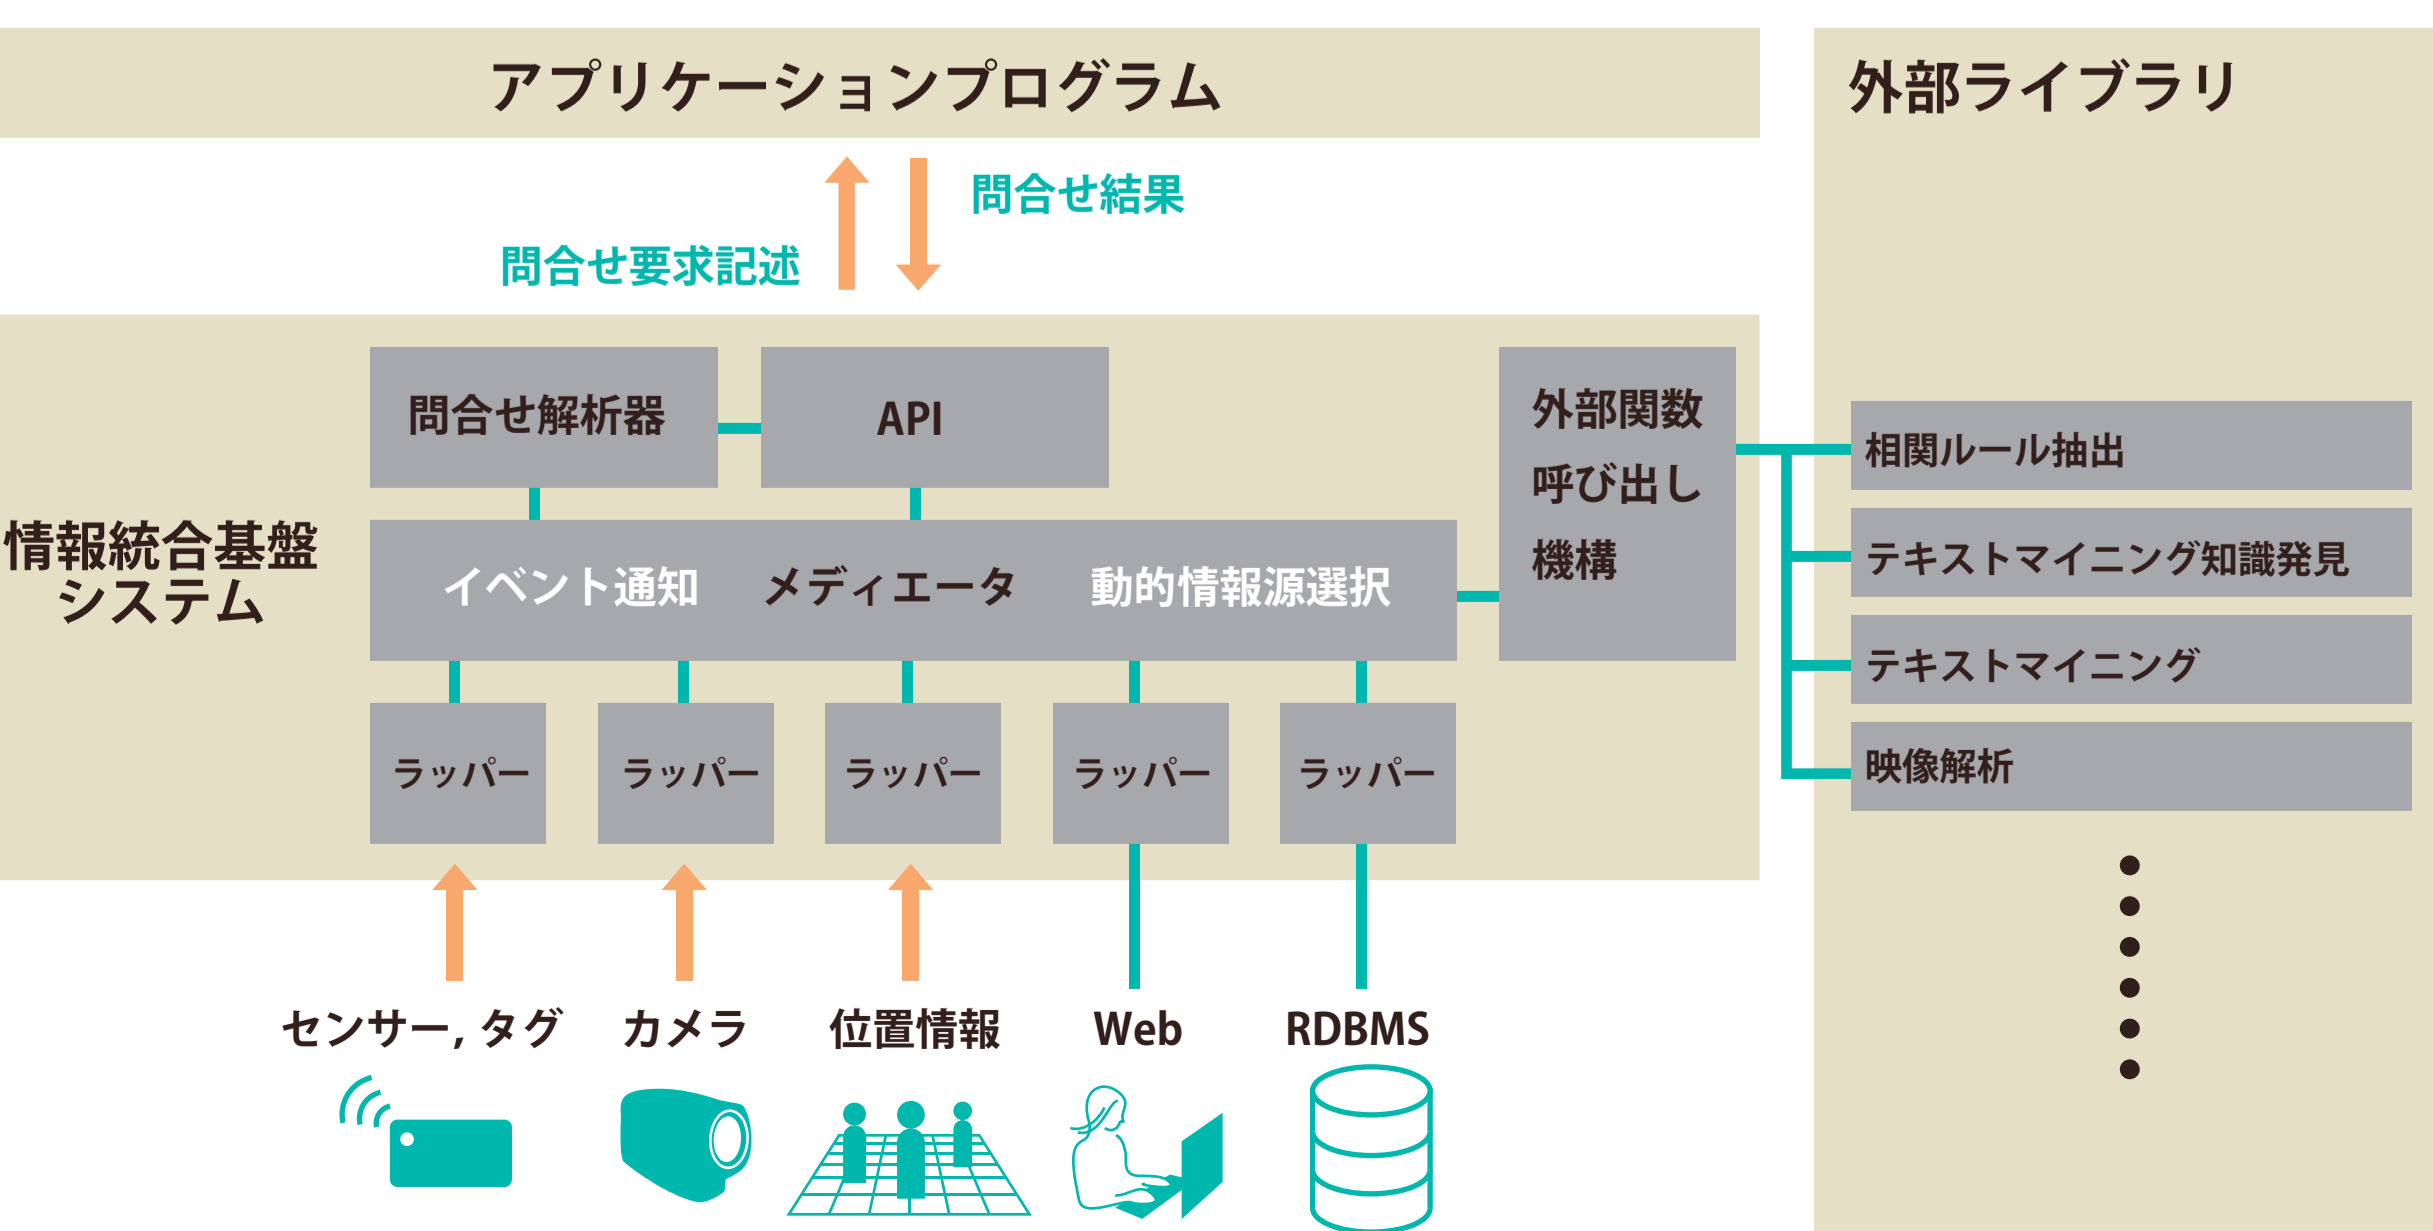 アプリケーションプログラム
外部ライブラリ
問合せ結果
問合せ要求記述
問合せ解析器
API
外部関数
呼び出し
機構
情報統合基盤
システム
イベント通知
メディエータ
動的情報源選択
相関ルール抽出
テキストマイニング知識発見
テキストマイニング
映像解析
ラッパー
ラッパー
ラッパー
ラッパー
ラッパー
センサー, タグ
カメラ
位置情報
Web
RDBMS